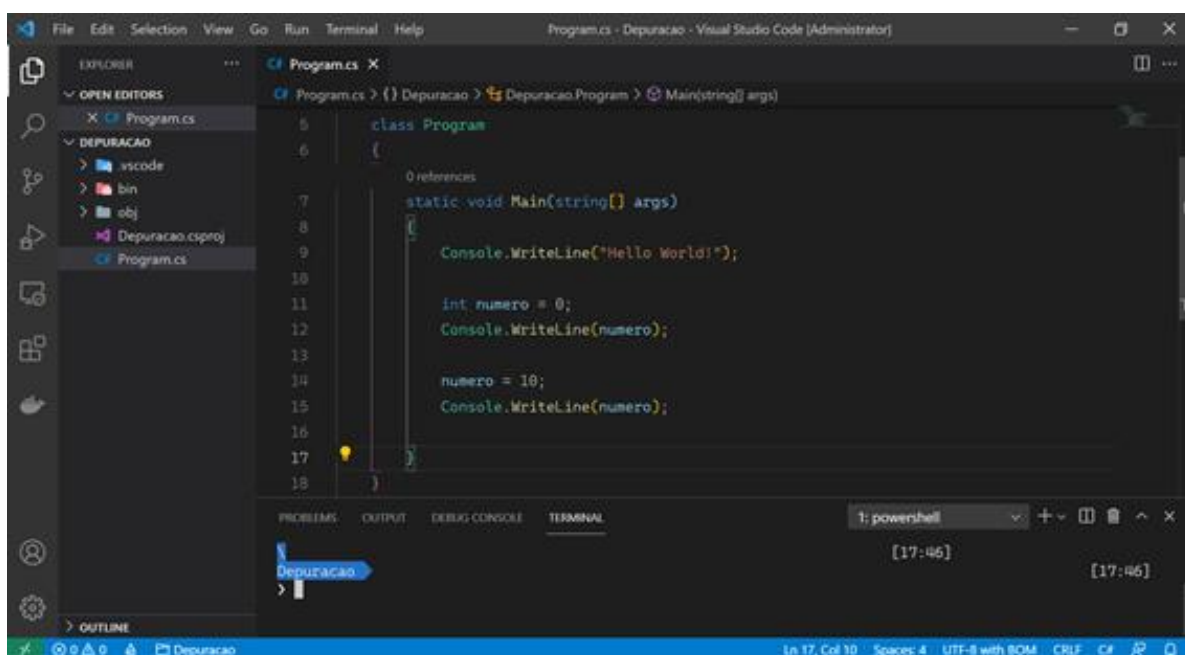 File Edit Selection View Go Run Terminal Help Program.cs - Depuracao - Visual Studio Code [Administrator]
EXPLORER
Program.cs
OPEN EDITORS
Program.cs > {} Depuracao > Depuracao.Program > Main(string[] args)
Program.cs
DEPURACAO
.vscode
bin
obj
Depuracao.csproj
Program.cs
5 class Program
6 {
0 references
7 static void Main(string[] args)
8 {
9 Console.WriteLine("Hello World!");
10
11 int numero = 0;
12 Console.WriteLine(numero);
13
14 numero = 10;
15 Console.WriteLine(numero);
16
17 }
18 }
PROBLEMS OUTPUT DEBUG CONSOLE TERMINAL 1: powershell
\ [17:46]
Depuracao [17:46]
>
OUTLINE
0 0 Depuracao Ln 17, Col 10 Spaces: 4 UTF-8 with BOM CRLF C#